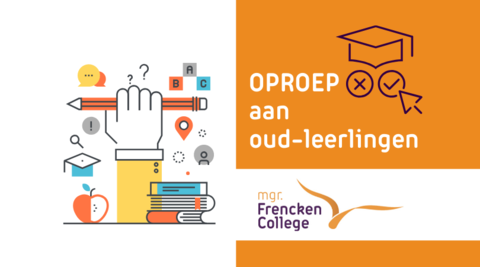 ? ?
A
B C
!
OPROEP
aan
oud-leerlingen
mgr.
Frencken
College